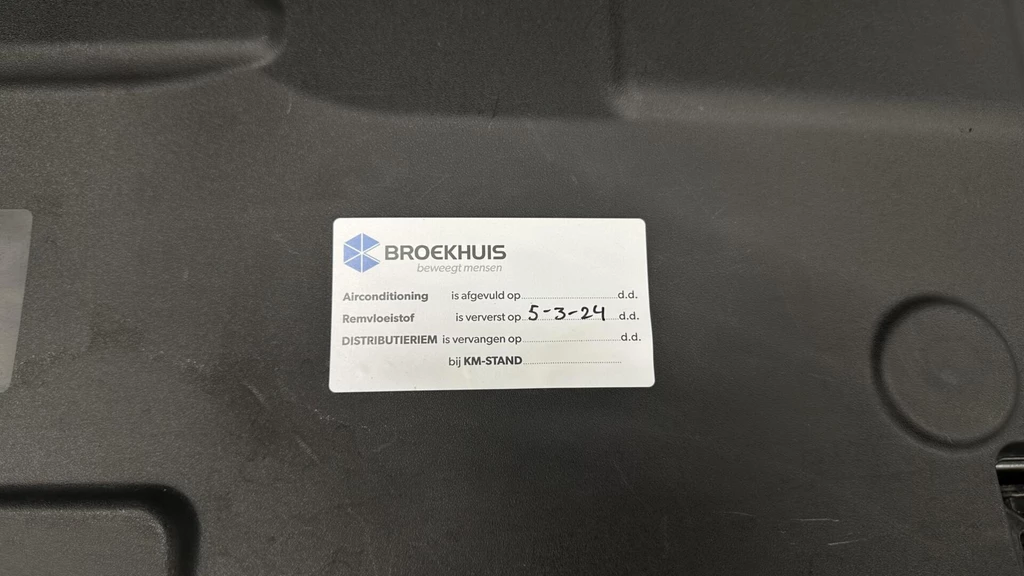 BROEKHUIS
beweegt mensen
Airconditioning is afgevuld op....................d.d.
Remvloeistof is ververst op 5-3-24 d.d.
DISTRIBUTIERIEM is vervangen op....................d.d.
bij KM-STAND....................